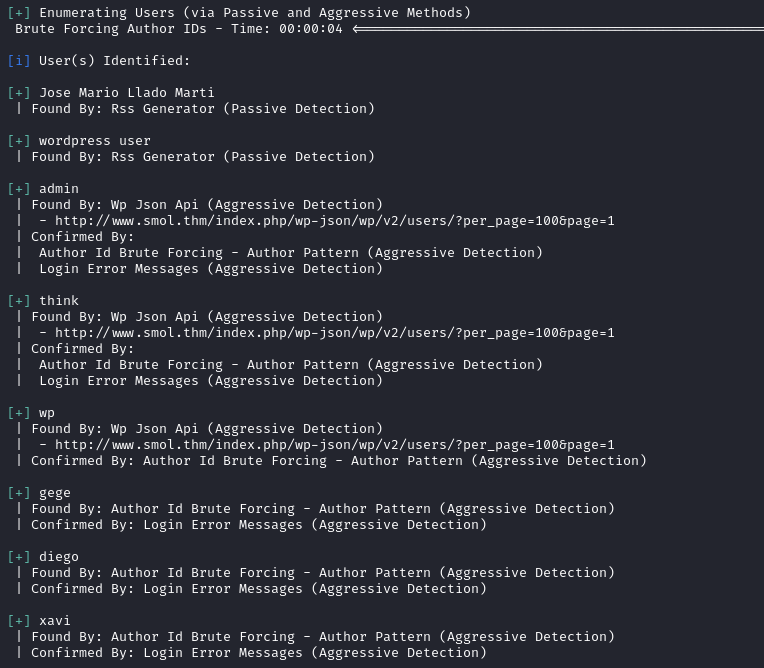 [+] Enumerating Users (via Passive and Aggressive Methods)
 Brute Forcing Author IDs - Time: 00:00:04 <==================================================
[i] User(s) Identified:
[+] Jose Mario Llado Marti
 | Found By: Rss Generator (Passive Detection)
[+] wordpress user
 | Found By: Rss Generator (Passive Detection)
[+] admin
 | Found By: Wp Json Api (Aggressive Detection)
 |  - http://www.smol.thm/index.php/wp-json/wp/v2/users/?per_page=100&page=1
 | Confirmed By:
 |  Author Id Brute Forcing - Author Pattern (Aggressive Detection)
 |  Login Error Messages (Aggressive Detection)
[+] think
 | Found By: Wp Json Api (Aggressive Detection)
 |  - http://www.smol.thm/index.php/wp-json/wp/v2/users/?per_page=100&page=1
 | Confirmed By:
 |  Author Id Brute Forcing - Author Pattern (Aggressive Detection)
 |  Login Error Messages (Aggressive Detection)
[+] wp
 | Found By: Wp Json Api (Aggressive Detection)
 |  - http://www.smol.thm/index.php/wp-json/wp/v2/users/?per_page=100&page=1
 | Confirmed By: Author Id Brute Forcing - Author Pattern (Aggressive Detection)
[+] gege
 | Found By: Author Id Brute Forcing - Author Pattern (Aggressive Detection)
 | Confirmed By: Login Error Messages (Aggressive Detection)
[+] diego
 | Found By: Author Id Brute Forcing - Author Pattern (Aggressive Detection)
 | Confirmed By: Login Error Messages (Aggressive Detection)
[+] xavi
 | Found By: Author Id Brute Forcing - Author Pattern (Aggressive Detection)
 | Confirmed By: Login Error Messages (Aggressive Detection)